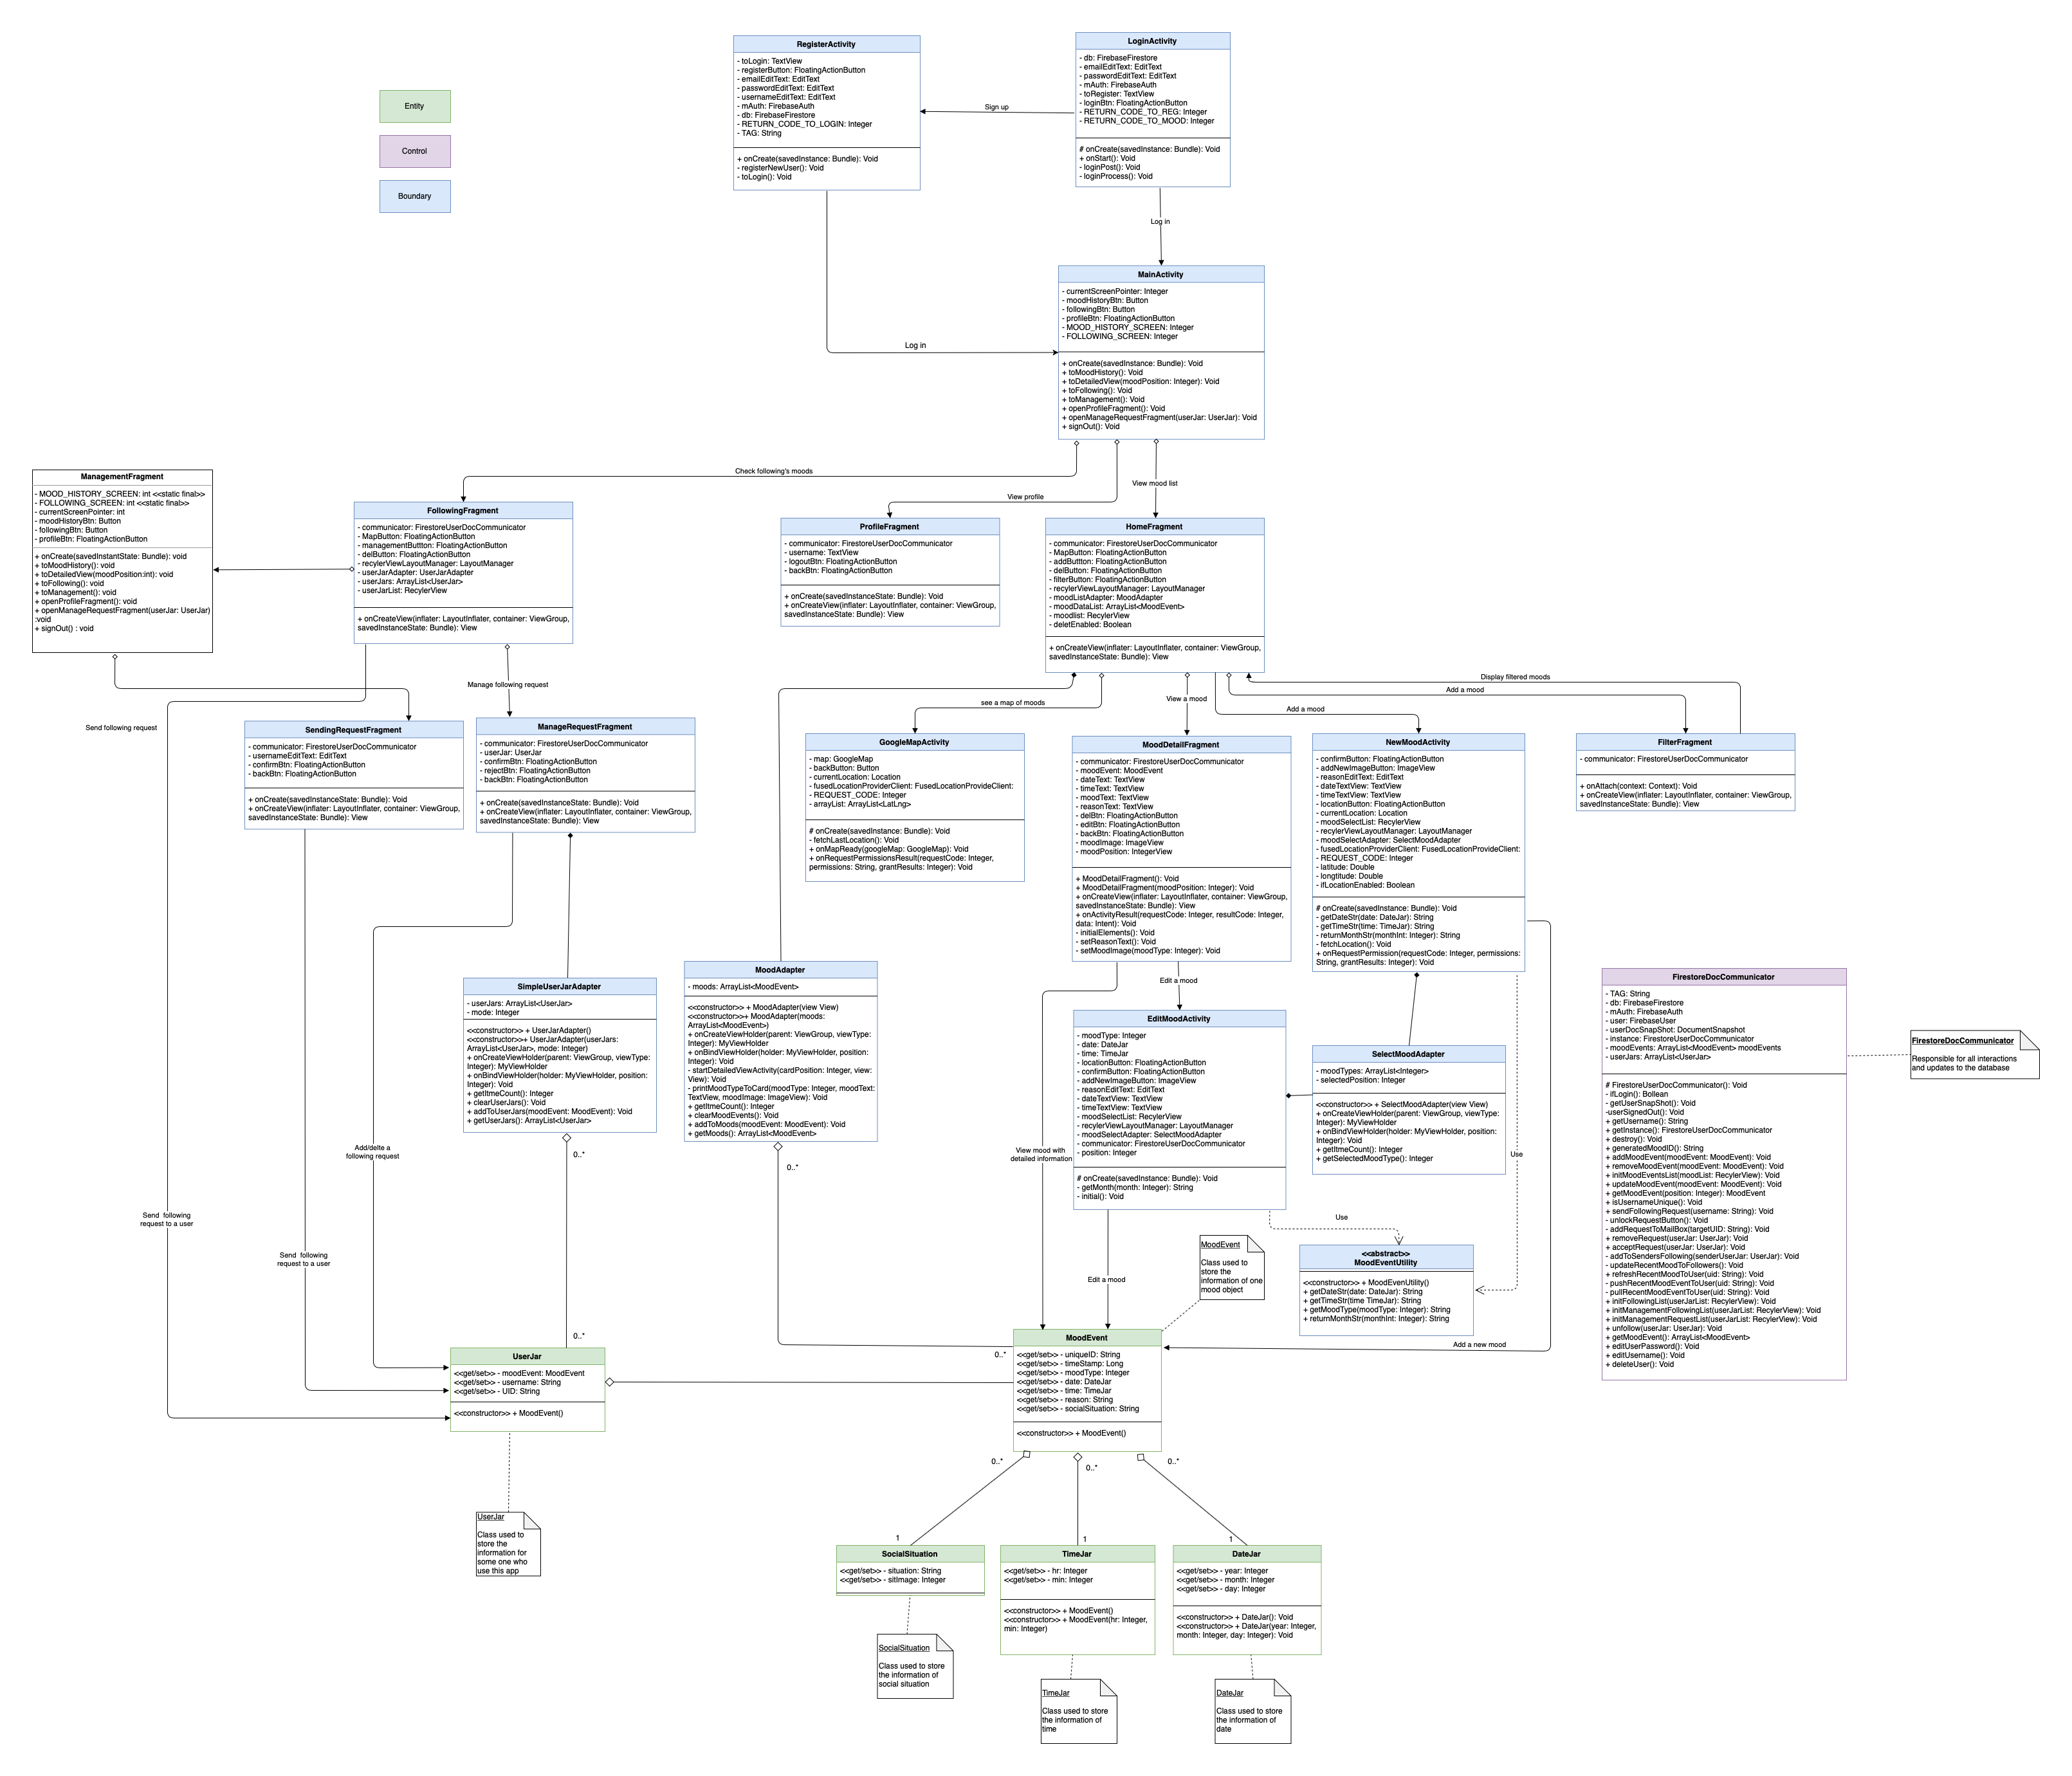 Entity
Control
Boundary
RegisterActivity
- toLogin: TextView
- registerButton: FloatingActionButton
- emailEditText: EditText
- passwordEditText: EditText
- usernameEditText: EditText
- mAuth: FirebaseAuth
- db: FirebaseFirestore
- RETURN_CODE_TO_LOGIN: Integer
- TAG: String
+ onCreate(savedInstance: Bundle): Void
- registerNewUser(): Void
- toLogin(): Void
Sign up
LoginActivity
- db: FirebaseFirestore
- emailEditText: EditText
- passwordEditText: EditText
- mAuth: FirebaseAuth
- toRegister: TextView
- loginBtn: FloatingActionButton
- RETURN_CODE_TO_REG: Integer
- RETURN_CODE_TO_MOOD: Integer
# onCreate(savedInstance: Bundle): Void
+ onStart(): Void
- loginPost(): Void
- loginProcess(): Void
Log in
Log in
MainActivity
- currentScreenPointer: Integer
- moodHistoryBtn: Button
- followingBtn: Button
- profileBtn: FloatingActionButton
- MOOD_HISTORY_SCREEN: Integer
- FOLLOWING_SCREEN: Integer
+ onCreate(savedInstance: Bundle): Void
+ toMoodHistory(): Void
+ toDetailedView(moodPosition: Integer): Void
+ toFollowing(): Void
+ toManagement(): Void
+ openProfileFragment(): Void
+ openManageRequestFragment(userJar: UserJar): Void
+ signOut(): Void
Check following's moods
View profile
View mood list
ManagementFragment
- MOOD_HISTORY_SCREEN: int <<static final>>
- FOLLOWING_SCREEN: int <<static final>>
- currentScreenPointer: int
- moodHistoryBtn: Button
- followingBtn: Button
- profileBtn: FloatingActionButton
+ onCreate(savedInstantState: Bundle): void
+ toMoodHistory(): void
+ toDetailedView(moodPosition:int): void
+ toFollowing(): void
+ toManagement(): void
+ openProfileFragment(): void
+ openManageRequestFragment(userJar: UserJar)
:void
+ signOut() : void
FollowingFragment
- communicator: FirestoreUserDocCommunicator
- MapButton: FloatingActionButton
- managementButtton: FloatingActionButton
- delButton: FloatingActionButton
- recylerViewLayoutManager: LayoutManager
- userJarAdapter: UserJarAdapter
- userJars: ArrayList<UserJar>
- userJarList: RecylerView
+ onCreateView(inflater: LayoutInflater, container: ViewGroup,
savedInstanceState: Bundle): View
ProfileFragment
- communicator: FirestoreUserDocCommunicator
- username: TextView
- logoutBtn: FloatingActionButton
- backBtn: FloatingActionButton
+ onCreate(savedInstanceState: Bundle): Void
+ onCreateView(inflater: LayoutInflater, container: ViewGroup,
savedInstanceState: Bundle): View
HomeFragment
- communicator: FirestoreUserDocCommunicator
- MapButton: FloatingActionButton
- addButtton: FloatingActionButton
- delButton: FloatingActionButton
- filterButton: FloatingActionButton
- recylerViewLayoutManager: LayoutManager
- moodListAdapter: MoodAdapter
- moodDataList: ArrayList<MoodEvent>
- moodlist: RecylerView
- deletEnabled: Boolean
+ onCreateView(inflater: LayoutInflater, container: ViewGroup,
savedInstanceState: Bundle): View
Manage following request
Send following request
see a map of moods
View a mood
Add a mood
Add a mood
Display filtered moods
SendingRequestFragment
- communicator: FirestoreUserDocCommunicator
- usernameEditText: EditText
- confirmBtn: FloatingActionButton
- backBtn: FloatingActionButton
+ onCreate(savedInstanceState: Bundle): Void
+ onCreateView(inflater: LayoutInflater, container: ViewGroup,
savedInstanceState: Bundle): View
ManageRequestFragment
- communicator: FirestoreUserDocCommunicator
- userJar: UserJar
- confirmBtn: FloatingActionButton
- rejectBtn: FloatingActionButton
- backBtn: FloatingActionButton
+ onCreate(savedInstanceState: Bundle): Void
+ onCreateView(inflater: LayoutInflater, container: ViewGroup,
savedInstanceState: Bundle): View
GoogleMapActivity
- map: GoogleMap
- backButton: Button
- currentLocation: Location
- fusedLocationProviderClient: FusedLocationProvideClient:
- REQUEST_CODE: Integer
- arrayList: ArrayList<LatLng>
# onCreate(savedInstance: Bundle): Void
- fetchLastLocation(): Void
+ onMapReady(googleMap: GoogleMap): Void
+ onRequestPermissionsResult(requestCode: Integer,
permissions: String, grantResults: Integer): Void
MoodDetailFragment
- communicator: FirestoreUserDocCommunicator
- moodEvent: MoodEvent
- dateText: TextView
- timeText: TextView
- moodText: TextView
- reasonText: TextView
- delBtn: FloatingActionButton
- editBtn: FloatingActionButton
- backBtn: FloatingActionButton
- moodImage: ImageView
- moodPosition: IntegerView
+ MoodDetailFragment(): Void
+ MoodDetailFragment(moodPosition: Integer): Void
+ onCreateView(inflater: LayoutInflater, container: ViewGroup,
savedInstanceState: Bundle): View
+ onActivityResult(requestCode: Integer, resultCode: Integer,
data: Intent): Void
- initialElements(): Void
- setReasonText(): Void
- setMoodImage(moodType: Integer): Void
NewMoodActivity
- confirmButton: FloatingActionButton
- addNewImageButton: ImageView
- reasonEditText: EditText
- dateTextView: TextView
- timeTextView: TextView
- locationButton: FloatingActionButton
- currentLocation: Location
- moodSelectList: RecylerView
- recylerViewLayoutManager: LayoutManager
- moodSelectAdapter: SelectMoodAdapter
- fusedLocationProviderClient: FusedLocationProvideClient:
- REQUEST_CODE: Integer
- latitude: Double
- longtitude: Double
- ifLocationEnabled: Boolean
# onCreate(savedInstance: Bundle): Void
- getDateStr(date: DateJar): String
- getTimeStr(time: TimeJar): String
- returnMonthStr(monthInt: Integer): String
- fetchLocation(): Void
+ onRequestPermission(requestCode: Integer, permissions:
String, grantResults: Integer): Void
FilterFragment
- communicator: FirestoreUserDocCommunicator
+ onAttach(context: Context): Void
+ onCreateView(inflater: LayoutInflater, container: ViewGroup,
savedInstanceState: Bundle): View
SimpleUserJarAdapter
- userJars: ArrayList<UserJar>
- mode: Integer
<<constructor>> + UserJarAdapter()
<<constructor>>+ UserJarAdapter(userJars:
ArrayList<UserJar>, mode: Integer)
+ onCreateViewHolder(parent: ViewGroup, viewType:
Integer): MyViewHolder
+ onBindViewHolder(holder: MyViewHolder, position:
Integer): Void
+ getItmeCount(): Integer
+ clearUserJars(): Void
+ addToUserJars(moodEvent: MoodEvent): Void
+ getUserJars(): ArrayList<UserJar>
0..*
0..*
MoodAdapter
- moods: ArrayList<MoodEvent>
<<constructor>> + MoodAdapter(view View)
<<constructor>>+ MoodAdapter(moods:
ArrayList<MoodEvent>)
+ onCreateViewHolder(parent: ViewGroup, viewType:
Integer): MyViewHolder
+ onBindViewHolder(holder: MyViewHolder, position:
Integer): Void
- startDetailedViewActivity(cardPosition: Integer, view:
View): Void
- printMoodTypeToCard(moodType: Integer, moodText:
TextView, moodImage: ImageView): Void
+ getItmeCount(): Integer
+ clearMoodEvents(): Void
+ addToMoods(moodEvent: MoodEvent): Void
+ getMoods(): ArrayList<MoodEvent>
0..*
0..*
Edit a mood
EditMoodActivity
- moodType: Integer
- date: DateJar
- time: TimeJar
- locationButton: FloatingActionButton
- confirmButton: FloatingActionButton
- addNewImageButton: ImageView
- reasonEditText: EditText
- dateTextView: TextView
- timeTextView: TextView
- moodSelectList: RecylerView
- recylerViewLayoutManager: LayoutManager
- moodSelectAdapter: SelectMoodAdapter
- communicator: FirestoreUserDocCommunicator
- position: Integer
# onCreate(savedInstance: Bundle): Void
- getMonth(month: Integer): String
- initial(): Void
SelectMoodAdapter
- moodTypes: ArrayList<Integer>
- selectedPosition: Integer
<<constructor>> + SelectMoodAdapter(view View)
+ onCreateViewHolder(parent: ViewGroup, viewType:
Integer): MyViewHolder
+ onBindViewHolder(holder: MyViewHolder, position:
Integer): Void
+ getItmeCount(): Integer
+ getSelectedMoodType(): Integer
FirestoreDocCommunicator
- TAG: String
- db: FirebaseFirestore
- mAuth: FirebaseAuth
- user: FirebaseUser
- userDocSnapShot: DocumentSnapshot
- instance: FirestoreUserDocCommunicator
- moodEvents: ArrayList<MoodEvent> moodEvents
- userJars: ArrayList<UserJar>
# FirestoreUserDocCommunicator(): Void
- ifLogin(): Bollean
- getUserSnapShot(): Void
-userSignedOut(): Void
+ getUsername(): String
+ getInstance(): FirestoreUserDocCommunicator
+ destroy(): Void
+ generatedMoodID(): String
+ addMoodEvent(moodEvent: MoodEvent): Void
+ removeMoodEvent(moodEvent: MoodEvent): Void
+ initMoodEventsList(moodList: RecylerView): Void
+ updateMoodEvent(moodEvent: MoodEvent): Void
+ getMoodEvent(position: Integer): MoodEvent
+ isUsernameUnique(): Void
+ sendFollowingRequest(username: String): Void
- unlockRequestButton(): Void
- addRequestToMailBox(targetUID: String): Void
+ removeRequest(userJar: UserJar): Void
+ acceptRequest(userJar: UserJar): Void
- addToSendersFollowing(senderUserJar: UserJar): Void
- updateRecentMoodToFollowers(): Void
+ refreshRecentMoodToUser(uid: String): Void
- pushRecentMoodEventToUser(uid: String): Void
- pullRecentMoodEventToUser(uid: String): Void
+ initFollowingList(userJarList: RecylerView): Void
+ initManagementFollowingList(userJarList: RecylerView): Void
+ initManagementRequestList(userJarList: RecylerView): Void
+ unfollow(userJar: UserJar): Void
+ getMoodEvent(): ArrayList<MoodEvent>
+ editUserPassword(): Void
+ editUsername(): Void
+ deleteUser(): Void
FirestoreDocCommunicator
Responsible for all interactions
and updates to the database
Add/delte a
following request
View mood with
detailed information
Use
Use
Send following
request to a user
Send following
request to a user
Edit a mood
MoodEvent
Class used to
store the
information of one
mood object
<<abstract>>
MoodEventUtility
<<constructor>> + MoodEvenUtility()
+ getDateStr(date: DateJar): String
+ getTimeStr(time TimeJar): String
+ getMoodType(moodType: Integer): String
+ returnMonthStr(monthInt: Integer): String
Add a new mood
UserJar
<<get/set>> - moodEvent: MoodEvent
<<get/set>> - username: String
<<get/set>> - UID: String
<<constructor>> + MoodEvent()
MoodEvent
<<get/set>> - uniqueID: String
<<get/set>> - timeStamp: Long
<<get/set>> - moodType: Integer
<<get/set>> - date: DateJar
<<get/set>> - time: TimeJar
<<get/set>> - reason: String
<<get/set>> - socialSituation: String
<<constructor>> + MoodEvent()
0..*
0..*
0..*
1
1
1
UserJar
Class used to
store the
information for
some one who
use this app
SocialSituation
<<get/set>> - situation: String
<<get/set>> - sitImage: Integer
TimeJar
<<get/set>> - hr: Integer
<<get/set>> - min: Integer
<<constructor>> + MoodEvent()
<<constructor>> + MoodEvent(hr: Integer,
min: Integer)
DateJar
<<get/set>> - year: Integer
<<get/set>> - month: Integer
<<get/set>> - day: Integer
<<constructor>> + DateJar(): Void
<<constructor>> + DateJar(year: Integer,
month: Integer, day: Integer): Void
SocialSituation
Class used to store
the information of
social situation
TimeJar
Class used to store
the information of
time
DateJar
Class used to store
the information of
date